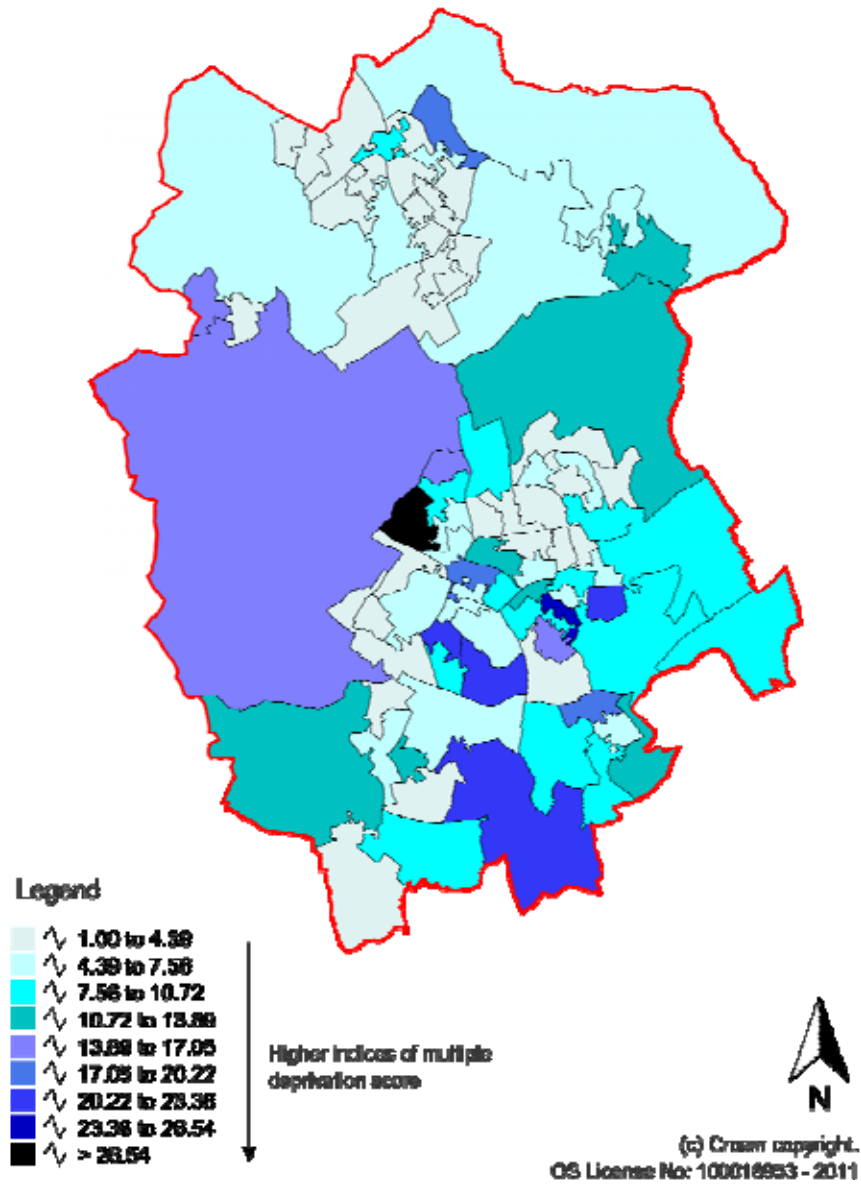 Legend
1.00 to 4.39
4.39 to 7.56
7.56 to 10.72
10.72 to 13.89
13.89 to 17.05
17.05 to 20.22
20.22 to 23.38
23.38 to 26.54
> 26.54
Higher indices of multiple
deprivation score
N
(c) Crown copyright.
OS License No: 100018953 - 2011